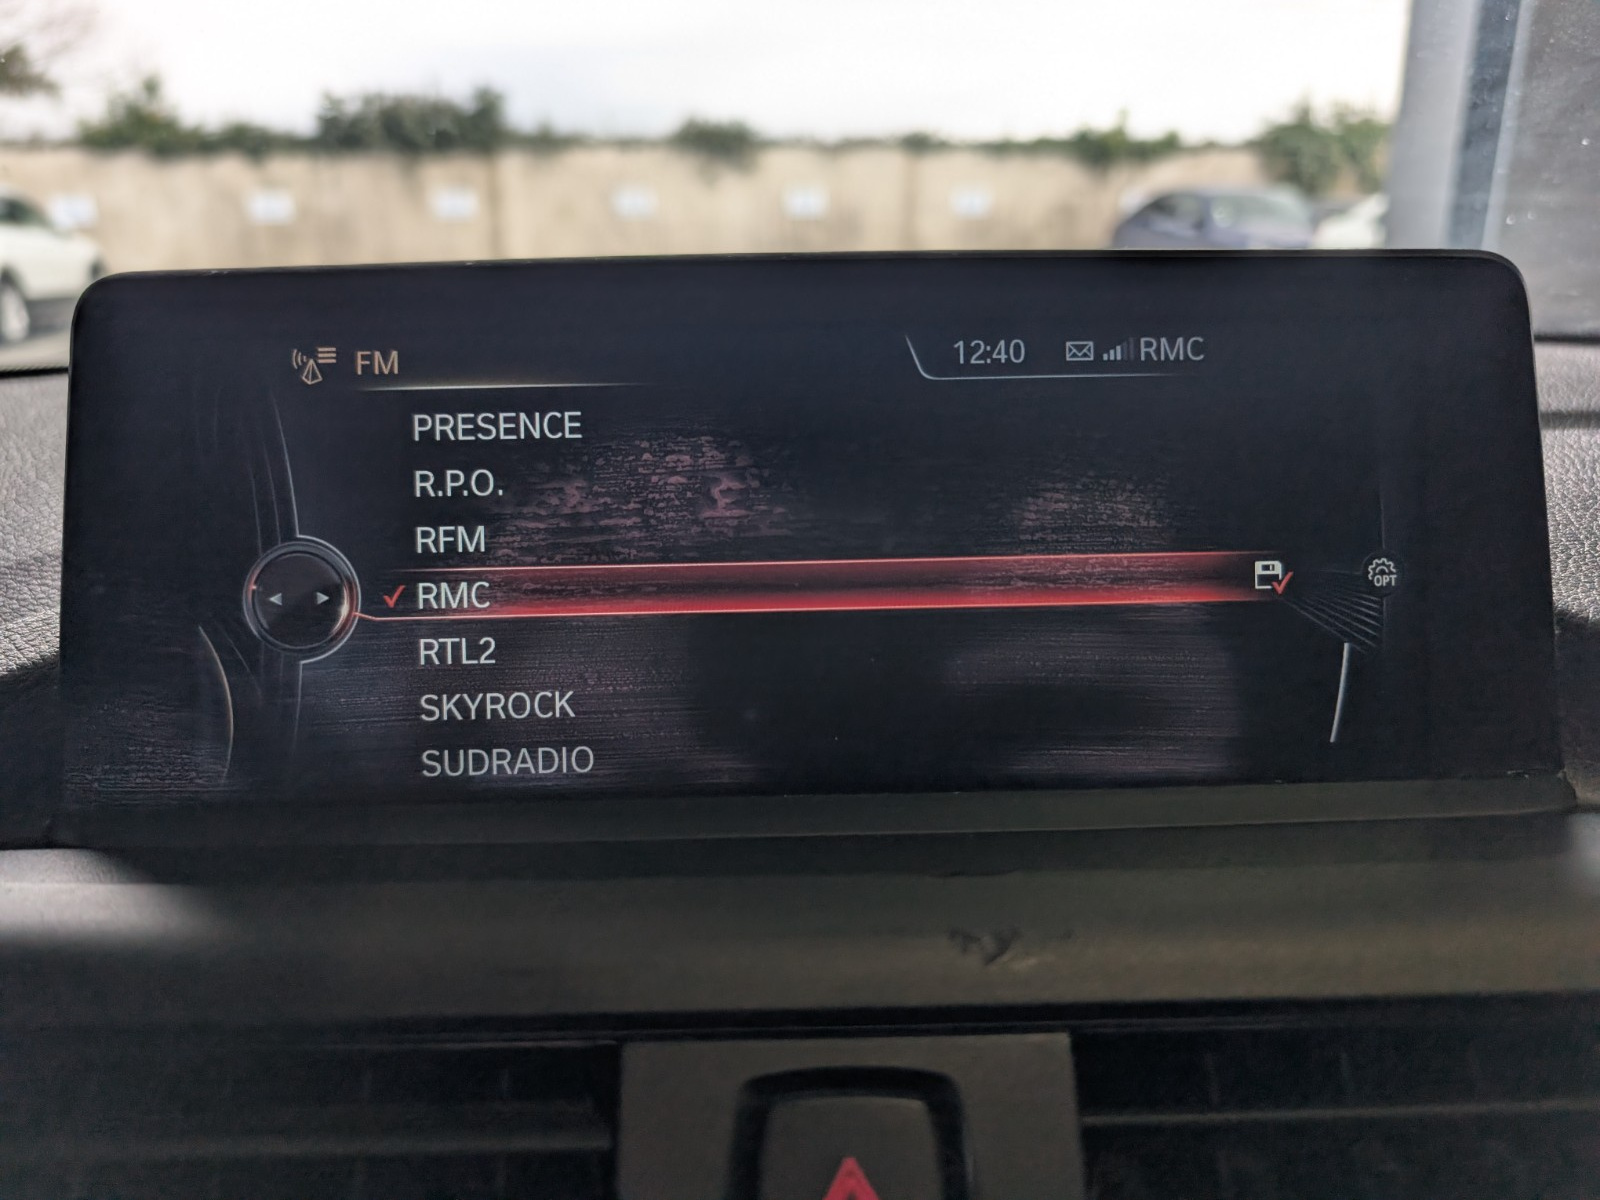 FM
12:40 RMC
PRESENCE
R.P.O.
RFM
RMC
RTL2
SKYROCK
SUDRADIO
OPT